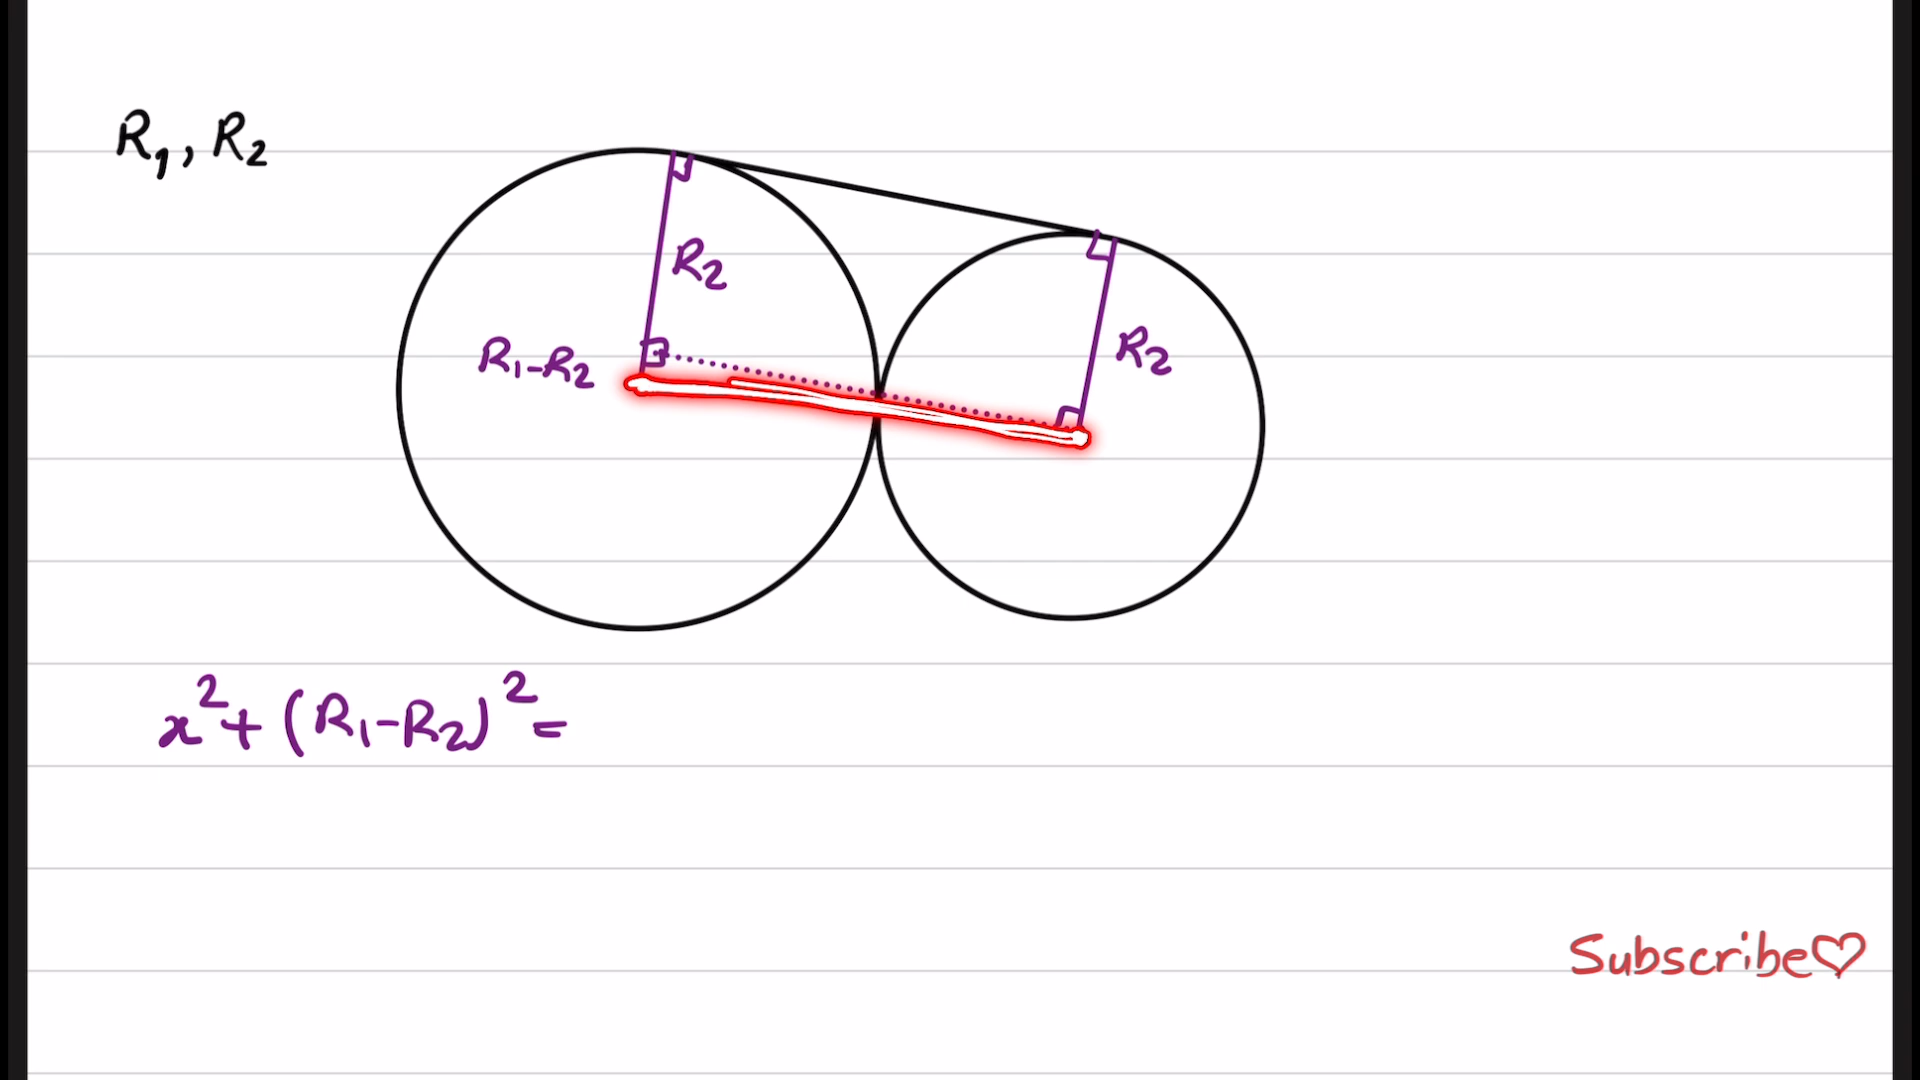 R₁, R₂
R₂
R₂
R₁-R₂
x² + (R₁-R₂)² =
Subscribe♡